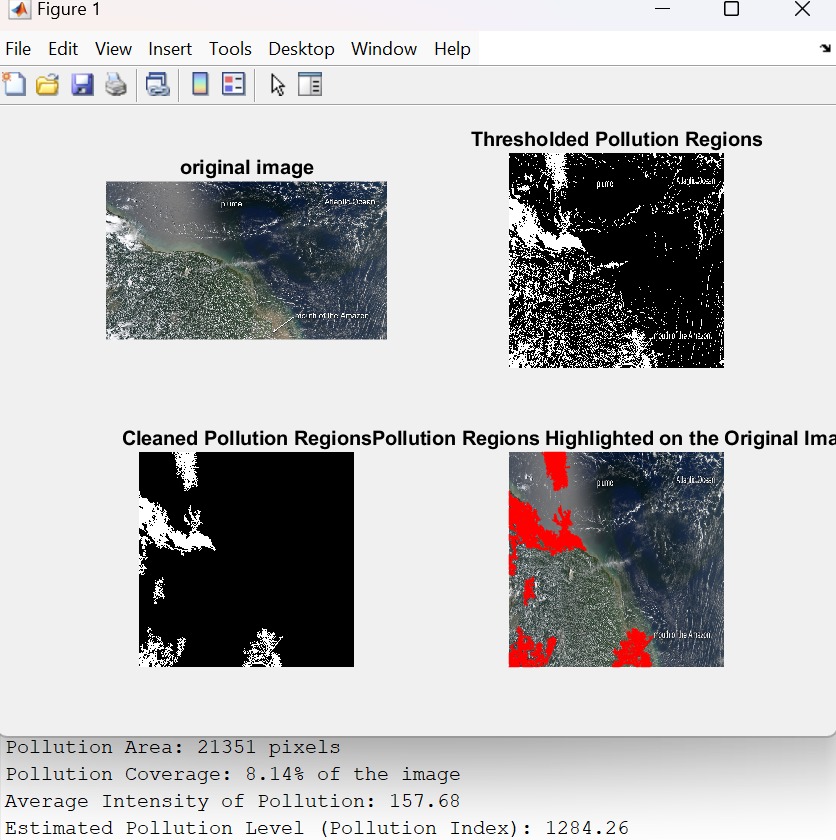 Figure 1
File Edit View Insert Tools Desktop Window Help
original image
plume
Atlantic Ocean
mouth of the Amazon
Thresholded Pollution Regions
plume
Atlantic Ocean
mouth of the Amazon
Cleaned Pollution Regions
Pollution Regions Highlighted on the Original Ima
plume
Atlantic Ocean
mouth of the Amazon
Pollution Area: 21351 pixels
Pollution Coverage: 8.14% of the image
Average Intensity of Pollution: 157.68
Estimated Pollution Level (Pollution Index): 1284.26